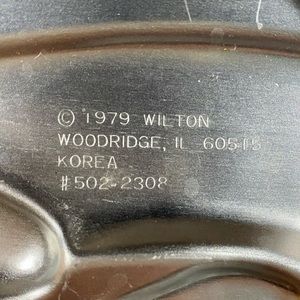 © 1979 WILTON
WOODRIDGE, IL 60515
KOREA
#502-2308